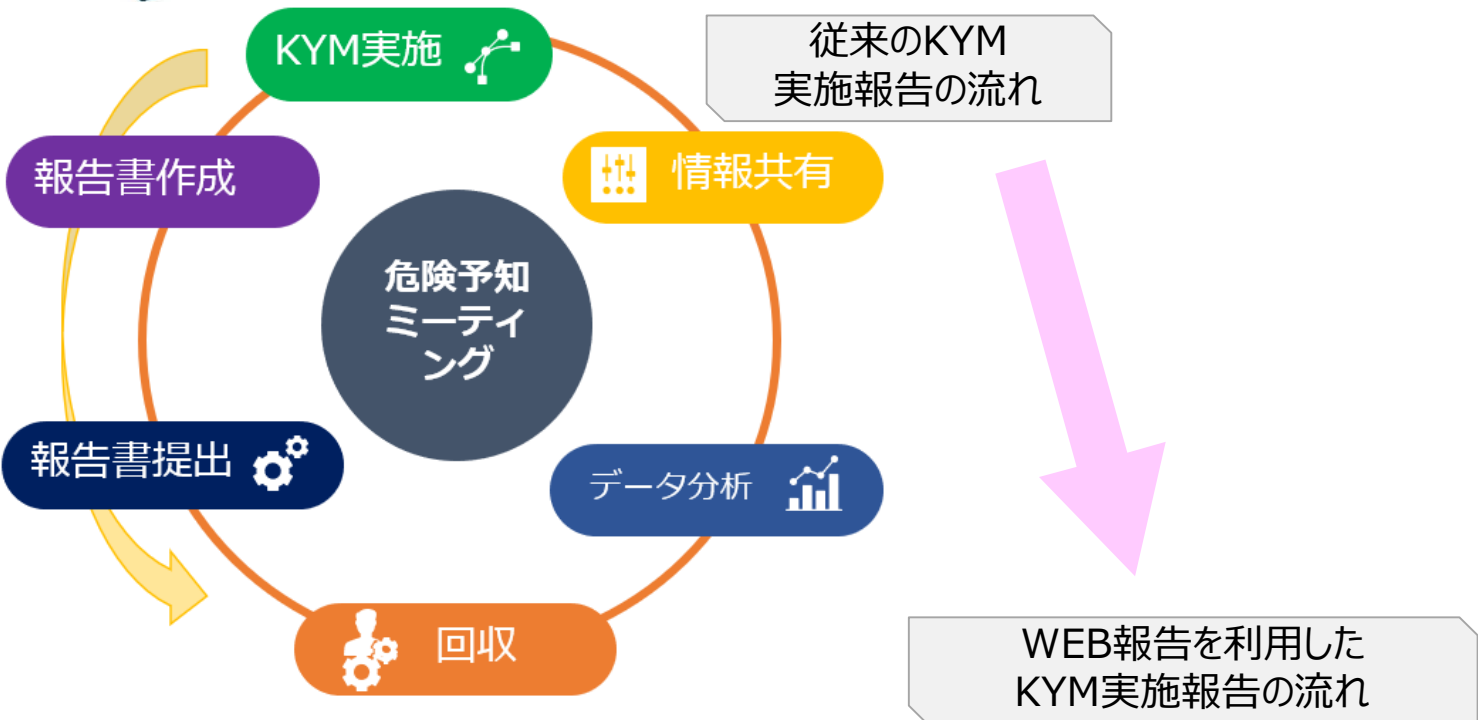 KYM実施
従来のKYM
実施報告の流れ
報告書作成
情報共有
危険予知
ミーティ
ング
報告書提出
データ分析
回収
WEB報告を利用した
KYM実施報告の流れ